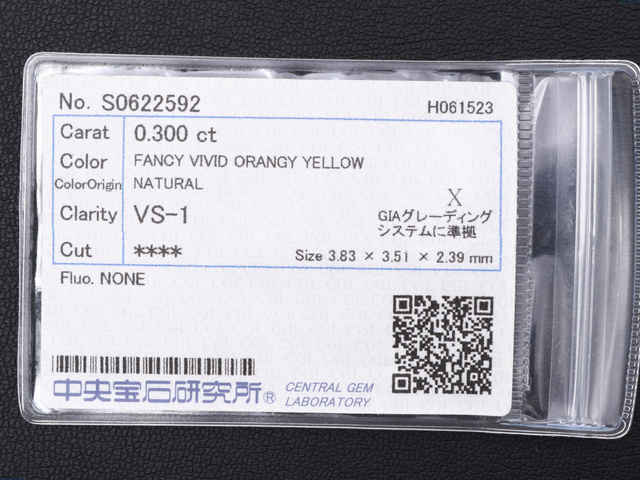 No. S0622592 H061523
Carat 0.300 ct
Color FANCY VIVID ORANGY YELLOW
ColorOrigin NATURAL
Clarity VS-1
X
GIAグレーディング
システムに準拠
Cut **** Size 3.83 × 3.51 × 2.39 mm
Fluo. NONE
中央宝石研究所® CENTRAL GEM
LABORATORY